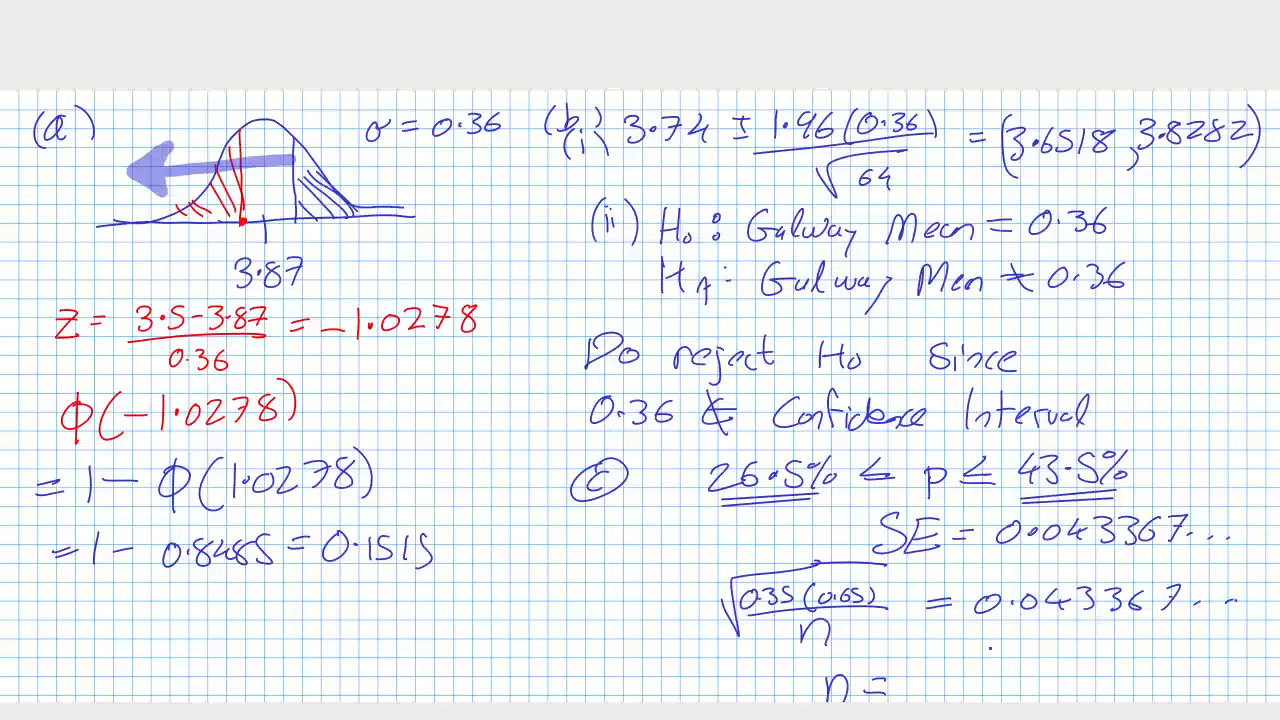 (a)
σ = 0.36
3.87
z = 3.5-3.87 / 0.36 = -1.0278
Φ(-1.0278)
= 1 - Φ(1.0278)
= 1 - 0.8485 = 0.1515
(b)
(i) 3.74 ± 1.96(0.36) / √64 = (3.6518, 3.8282)
(ii) H₀: Galway Mean = 0.36
H_A: Galway Men ≠ 0.36
Do reject H₀ Since
0.36 ∉ Confidence Interval
(c) 26.5% ≤ p ≤ 43.5%
SE = 0.043367...
√(0.35(0.65) / n) = 0.043367...
n =